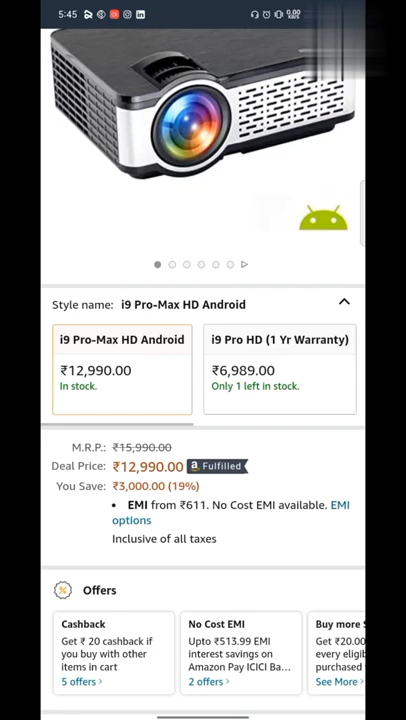 5:45
0.00
KB/S
Style name: i9 Pro-Max HD Android
i9 Pro-Max HD Android
₹12,990.00
In stock.
i9 Pro HD (1 Yr Warranty)
₹6,989.00
Only 1 left in stock.
M.R.P.: ₹15,990.00
Deal Price: ₹12,990.00 a Fulfilled
You Save: ₹3,000.00 (19%)
• EMI from ₹611. No Cost EMI available. EMI
options
Inclusive of all taxes
Offers
Cashback
Get ₹ 20 cashback if
you buy with other
items in cart
5 offers ›
No Cost EMI
Upto ₹513.99 EMI
interest savings on
Amazon Pay ICICI Ba...
2 offers ›
Buy more
Get ₹20.00
every eligib
purchased
See More ›